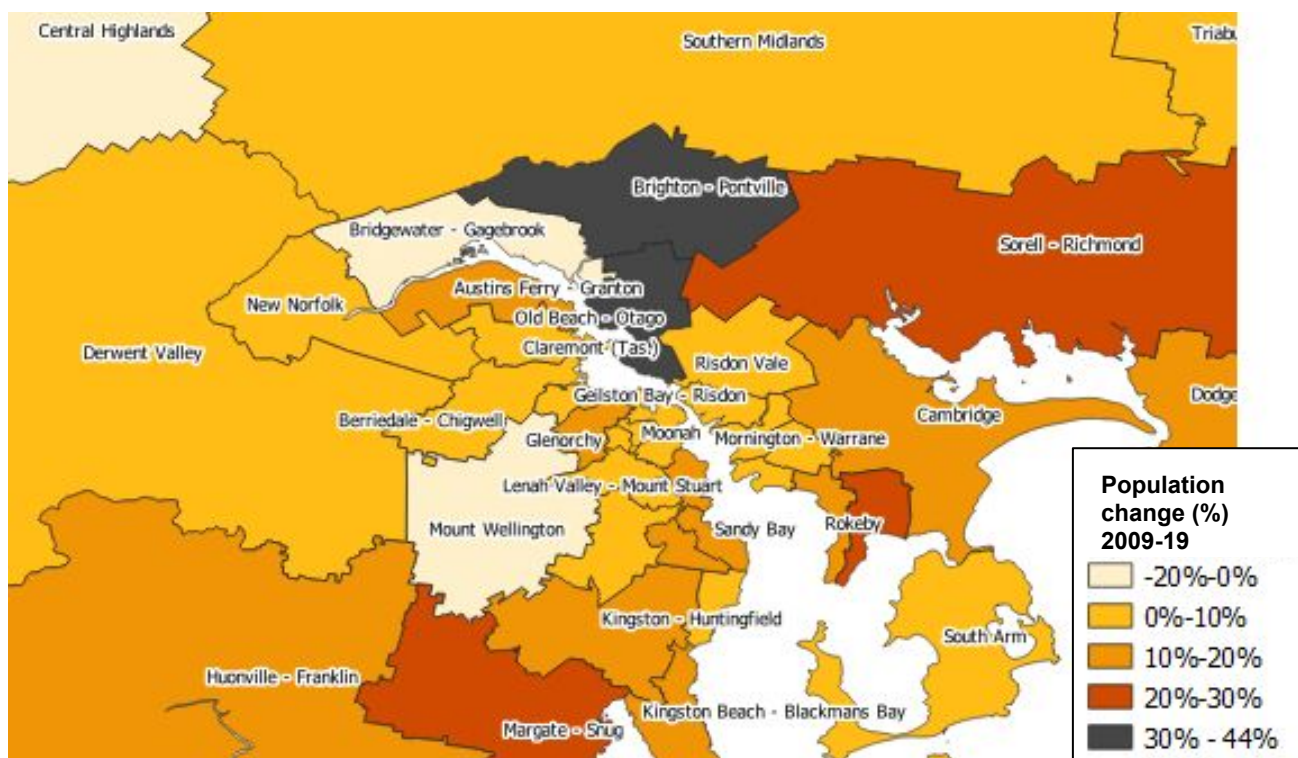 Central Highlands
Southern Midlands
Triabu
Brighton - Pontville
Bridgewater - Gagebrook
Sorell - Richmond
Austins Ferry - Granton
New Norfolk
Old Beach - Otago
Claremont (Tas.)
Derwent Valley
Risdon Vale
Geilston Bay - Risdon
Dodge
Berriedale - Chigwell
Cambridge
Glenorchy
Moonah
Mornington - Warrane
Lenah Valley - Mount Stuart
Mount Wellington
Sandy Bay
Rokeby
Kingston - Huntingfield
South Arm
Huonville - Franklin
Kingston Beach - Blackmans Bay
Margate - Snug
Population
change (%)
2009-19
-20%-0%
0%-10%
10%-20%
20%-30%
30% - 44%